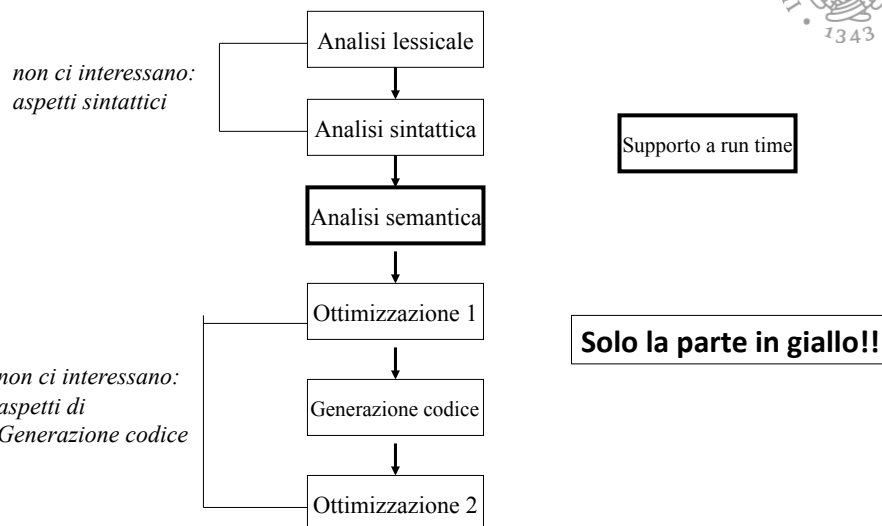 Analisi lessicale
1343
non ci interessano:
aspetti sintattici
Analisi sintattica
Supporto a run time
Analisi semantica
Ottimizzazione 1
Solo la parte in giallo!!
non ci interessano:
aspetti di
Generazione codice
Generazione codice
Ottimizzazione 2